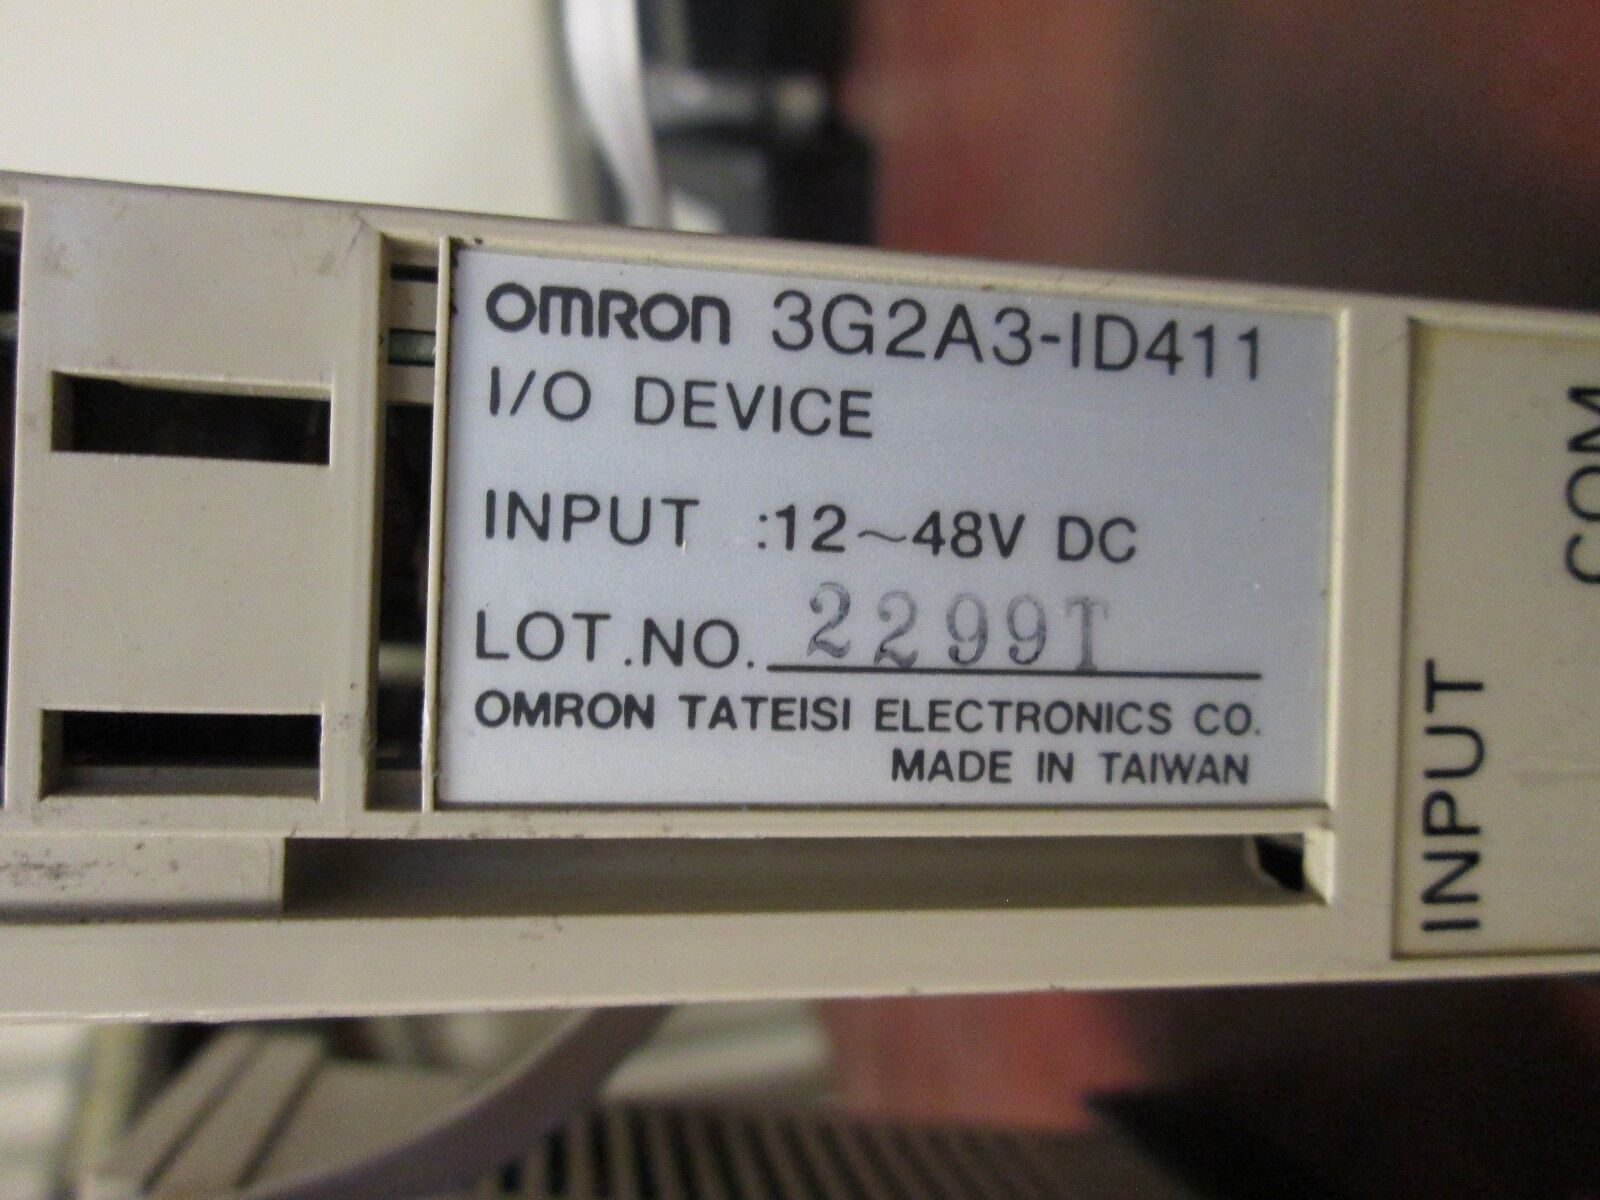 OMRON 3G2A3-ID411
I/O DEVICE
INPUT :12~48V DC
LOT.NO. 2299T
OMRON TATEISI ELECTRONICS CO.
MADE IN TAIWAN
INPUT
COM